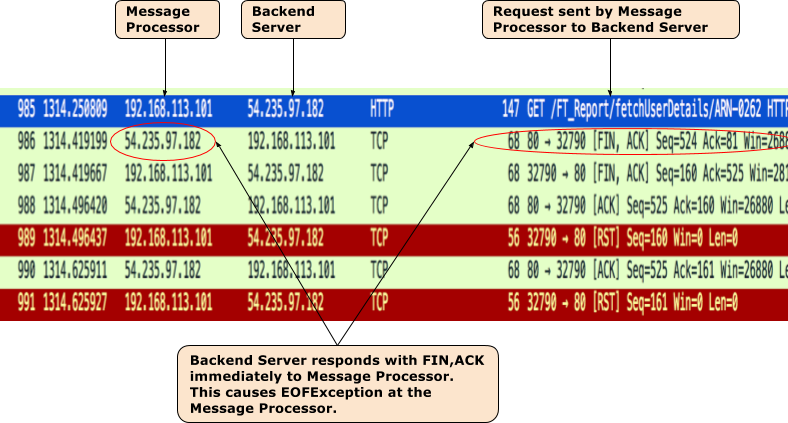 Message
Processor
Backend
Server
Request sent by Message
Processor to Backend Server
985 1314.250809 192.168.113.101 54.235.97.182 HTTP 147 GET /FT_Report/fetchUserDetails/ARN-0262 HTTP
986 1314.419199 54.235.97.182 192.168.113.101 TCP 68 80 → 32790 [FIN, ACK] Seq=524 Ack=81 Win=2688
987 1314.419667 192.168.113.101 54.235.97.182 TCP 68 32790 → 80 [FIN, ACK] Seq=160 Ack=525 Win=281
988 1314.496420 54.235.97.182 192.168.113.101 TCP 68 80 → 32790 [ACK] Seq=525 Ack=160 Win=26880 Le
989 1314.496437 192.168.113.101 54.235.97.182 TCP 56 32790 → 80 [RST] Seq=160 Win=0 Len=0
990 1314.625911 54.235.97.182 192.168.113.101 TCP 68 80 → 32790 [ACK] Seq=525 Ack=161 Win=26880 Le
991 1314.625927 192.168.113.101 54.235.97.182 TCP 56 32790 → 80 [RST] Seq=161 Win=0 Len=0
Backend Server responds with FIN,ACK
immediately to Message Processor.
This causes EOFException at the
Message Processor.